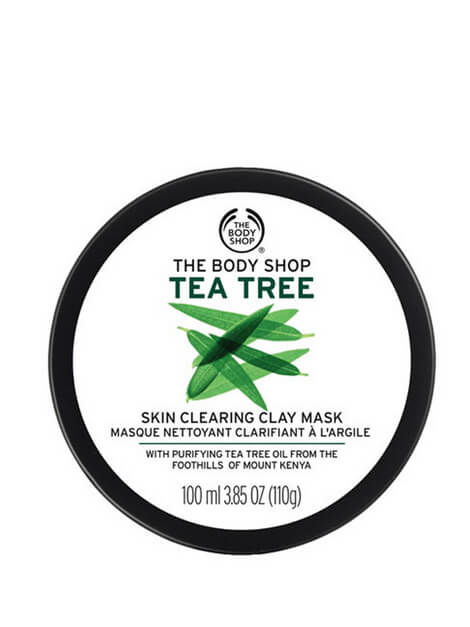 THE
BODY
SHOP
®
THE BODY SHOP
TEA TREE
SKIN CLEARING CLAY MASK
MASQUE NETTOYANT CLARIFIANT À L'ARGILE
WITH PURIFYING TEA TREE OIL FROM THE
FOOTHILLS OF MOUNT KENYA
100 ml 3.85 OZ (110g)